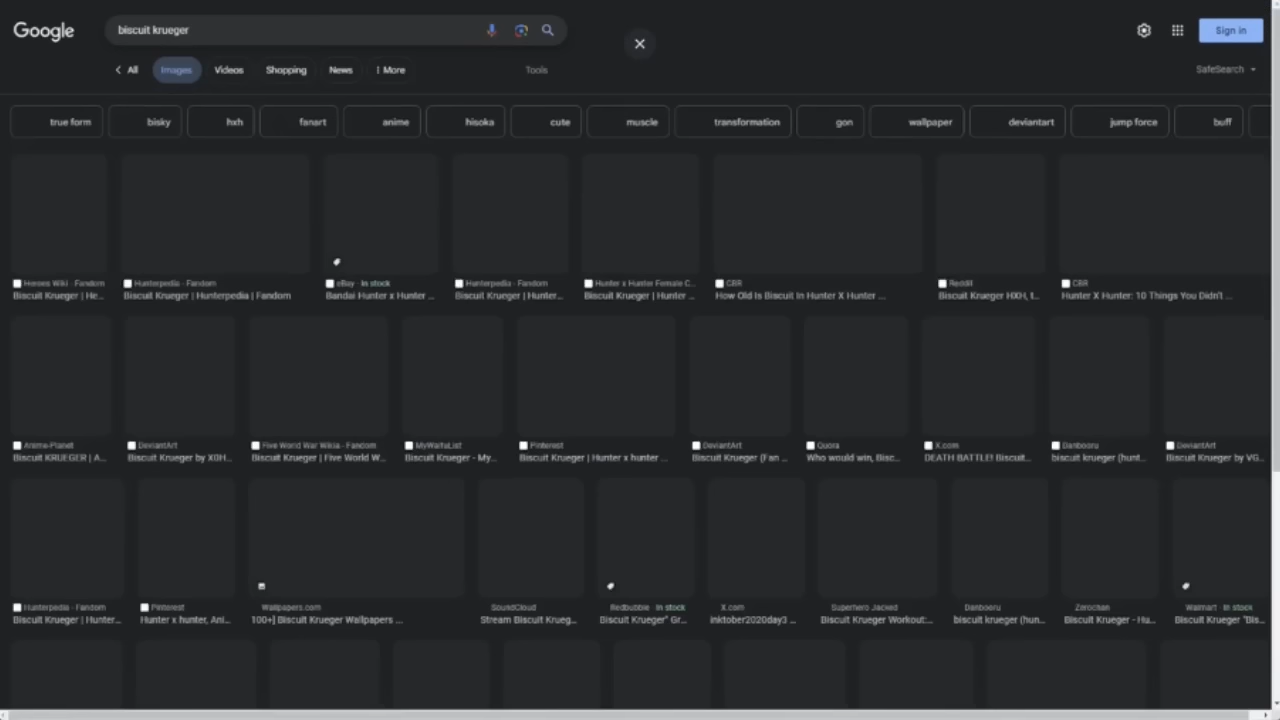 Google biscuit krueger Sign in
All Images Videos Shopping News More Tools SafeSearch
true form bisky hxh fanart anime hisoka cute muscle transformation gon wallpaper deviantart jump force buff
Heroes Wiki - Fandom Hunterpedia - Fandom eBay · In stock Hunterpedia - Fandom Hunter x Hunter Female C... CBR Reddit CBR
Biscuit Krueger | He... Biscuit Krueger | Hunterpedia | Fandom Bandai Hunter x Hunter ... Biscuit Krueger | Hunter... Biscuit Krueger | Hunter ... How Old Is Biscuit In Hunter X Hunter ... Biscuit Krueger HXH, I... Hunter X Hunter: 10 Things You Didn't ...
Anime-Planet DeviantArt Five World War Wikia - Fandom MyWaifuList Pinterest DeviantArt Quora X.com Danbooru DeviantArt
Biscuit KRUEGER | A... Biscuit Krueger by X0H... Biscuit Krueger | Five World W... Biscuit Krueger - My... Biscuit Krueger | Hunter x hunter ... Biscuit Krueger (Fan ... Who would win, Bisc... DEATH BATTLE! Biscuit... biscuit krueger (hunt... Biscuit Krueger by VG...
Hunterpedia - Fandom Pinterest Wallpapers.com SoundCloud Redbubble · In stock X.com Superhero Jacked Danbooru Zerochan Walmart · In stock
Biscuit Krueger | Hunter... Hunter x hunter, Ani... 100+] Biscuit Krueger Wallpapers ... Stream Biscuit Krueg... Biscuit Krueger" Gr... inktober2020day3 ... Biscuit Krueger Workout:... biscuit krueger (hun... Biscuit Krueger - Hu... Biscuit Krueger "Bis...